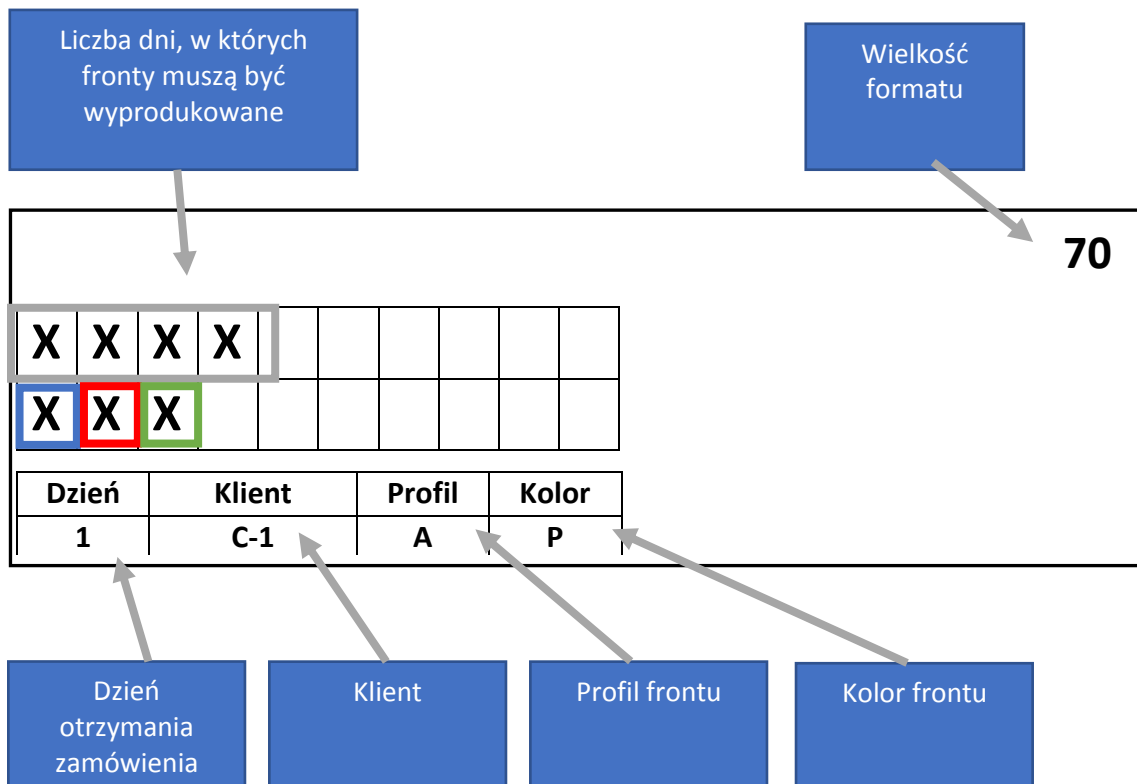 Liczba dni, w których
fronty muszą być
wyprodukowane
Wielkość
formatu
70
X X X X
X X X
Dzień Klient Profil Kolor
1 C-1 A P
Dzień
otrzymania
zamówienia
Klient
Profil frontu
Kolor frontu